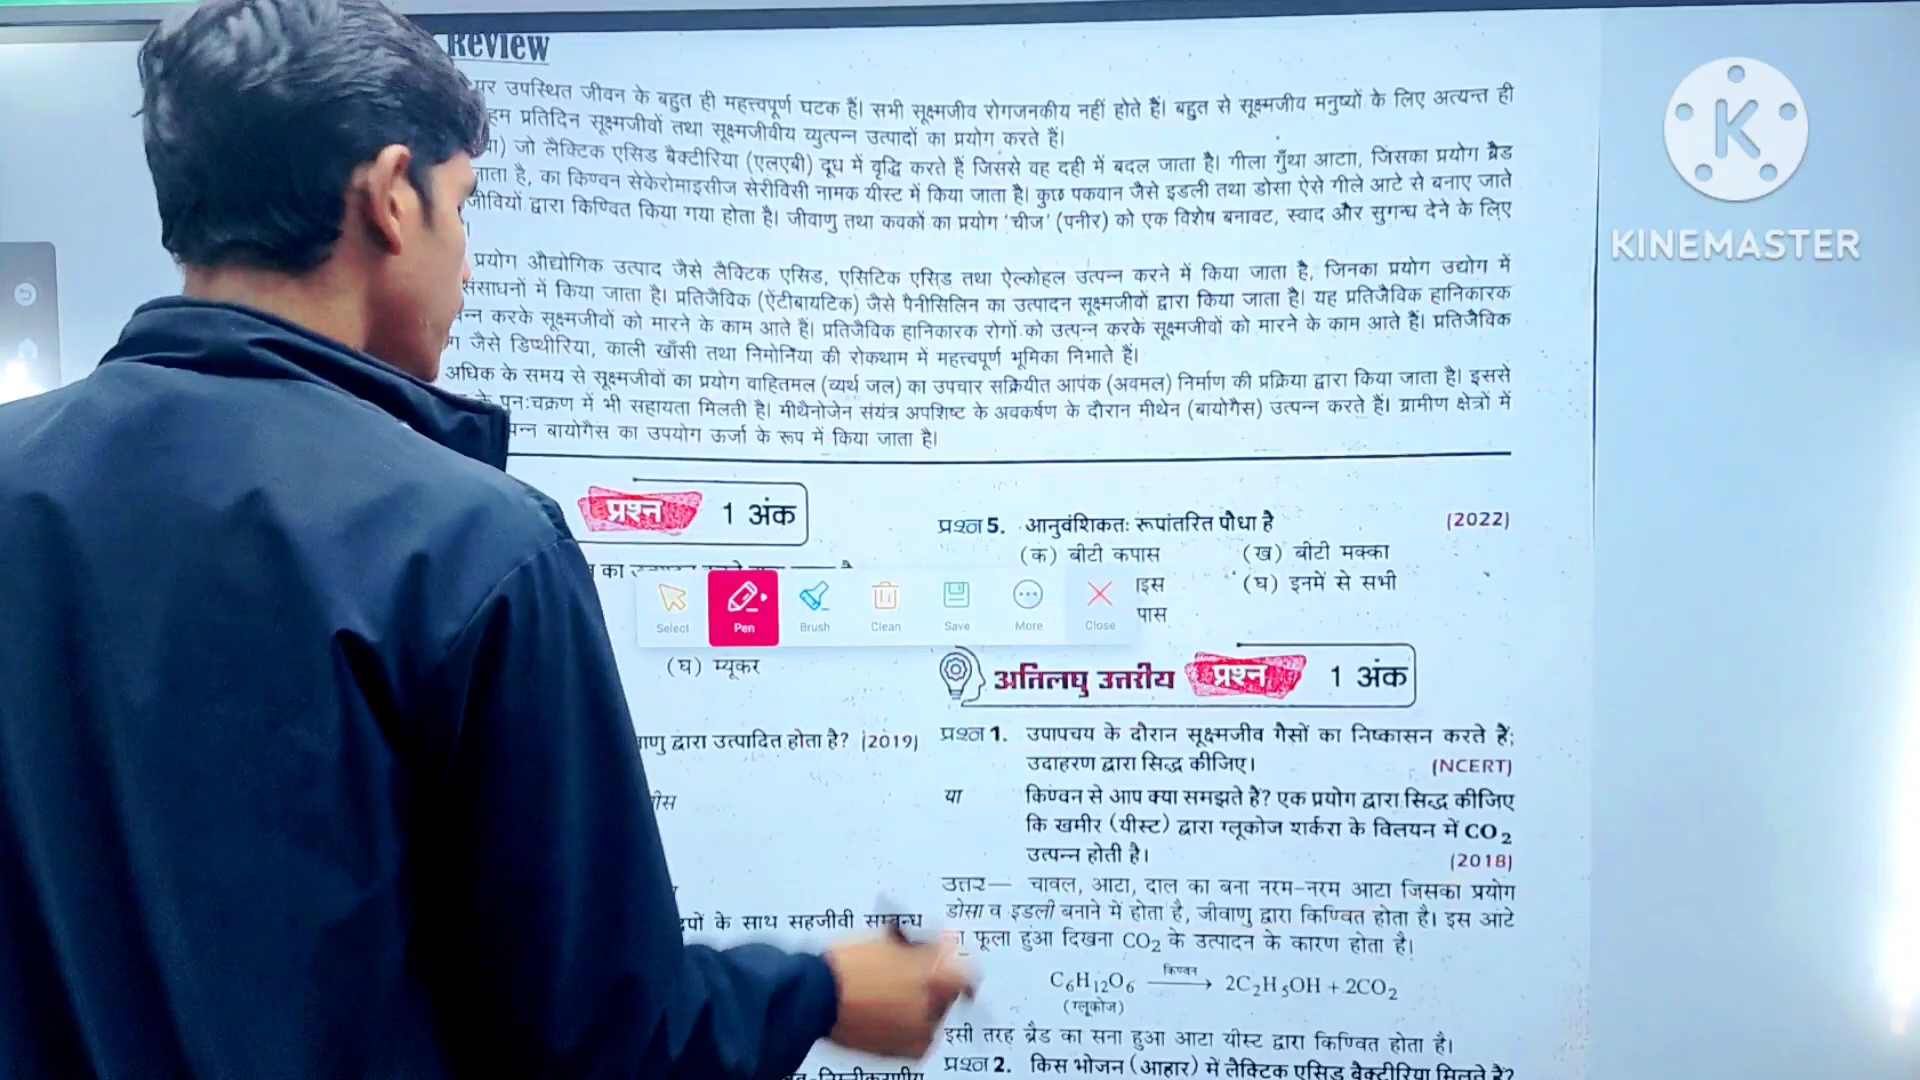 Review
पर उपस्थित जीवन के बहुत ही महत्त्वपूर्ण घटक हैं। सभी सूक्ष्मजीव रोगजनकीय नहीं होते हैं। बहुत से सूक्ष्मजीव मनुष्यों के लिए अत्यन्त ही
हम प्रतिदिन सूक्ष्मजीवों तथा सूक्ष्मजीवीय व्युत्पन्न उत्पादों का प्रयोग करते हैं।
जो लैक्टिक एसिड बैक्टीरिया (एलएबी) दूध में वृद्धि करते हैं जिससे वह दही में बदल जाता है। गीला गुँथा आटाा, जिसका प्रयोग ब्रैड
जाता है, का किण्वन सेकेरोमाइसीज सेरीविसी नामक यीस्ट में किया जाता है। कुछ पकवान जैसे इडली तथा डोसा ऐसे गीले आटे से बनाए जाते
जीवियों द्वारा किण्वित किया गया होता है। जीवाणु तथा कवकों का प्रयोग 'चीज' (पनीर) को एक विशेष बनावट, स्वाद और सुगन्ध देने के लिए
प्रयोग औद्योगिक उत्पाद जैसे लैक्टिक एसिड, एसिटिक एसिड तथा ऐल्कोहल उत्पन्न करने में किया जाता है, जिनका प्रयोग उद्योग में
संसाधनों में किया जाता है। प्रतिजैविक (ऐंटीबायटिक) जैसे पैनीसिलिन का उत्पादन सूक्ष्मजीवों द्वारा किया जाता है। यह प्रतिजैविक हानिकारक
करके सूक्ष्मजीवों को मारने के काम आते हैं। प्रतिजैविक हानिकारक रोगों को उत्पन्न करके सूक्ष्मजीवों को मारने के काम आते हैं। प्रतिजैविक
जैसे डिप्थीरिया, काली खाँसी तथा निमोनिया की रोकथाम में महत्त्वपूर्ण भूमिका निभाते हैं।
अधिक के समय से सूक्ष्मजीवों का प्रयोग वाहितमल (व्यर्थ जल) का उपचार सक्रियीत आपंक (अवमल) निर्माण की प्रक्रिया द्वारा किया जाता है। इससे
के पुनःचक्रण में भी सहायता मिलती है। मीथैनोजेन संयंत्र अपशिष्ट के अवकर्षण के दौरान मीथेन (बायोगैस) उत्पन्न करते हैं। ग्रामीण क्षेत्रों में
बायोगैस का उपयोग ऊर्जा के रूप में किया जाता है।
प्रश्न 1 अंक
का
(घ) म्यूकर
द्वारा उत्पादित होता है? (2019)
के साथ सहजीवी सम्बन्ध
प्रश्न 5. आनुवंशिकतः रूपांतरित पौधा है (2022)
(क) बीटी कपास (ख) बीटी मक्का
(घ) इनमें से सभी
Select Pen Brush Clean Save More Close
अतिलघु उत्तरीय प्रश्न 1 अंक
प्रश्न 1. उपापचय के दौरान सूक्ष्मजीव गैसों का निष्कासन करते हैं;
उदाहरण द्वारा सिद्ध कीजिए। (NCERT)
या किण्वन से आप क्या समझते हैं? एक प्रयोग द्वारा सिद्ध कीजिए
कि खमीर (यीस्ट) द्वारा ग्लूकोज शर्करा के विलयन में CO₂
उत्पन्न होती है। (2018)
उत्तर— चावल, आटा, दाल का बना नरम-नरम आटा जिसका प्रयोग
डोसा व इडली बनाने में होता है, जीवाणु द्वारा किण्वित होता है। इस आंटे
फूला हुआ दिखना CO₂ के उत्पादन के कारण होता है।
C₆H₁₂O₆ किण्वन ⟶ 2C₂H₅OH + 2CO₂
(ग्लूकोज)
इसी तरह ब्रैड का सना हुआ आटा यीस्ट द्वारा किण्वित होता है।
प्रश्न 2. किस भोजन (आहार) में लैक्टिक एसिड बैक्टीरिया मिलते हैं?
K
KINEMASTER